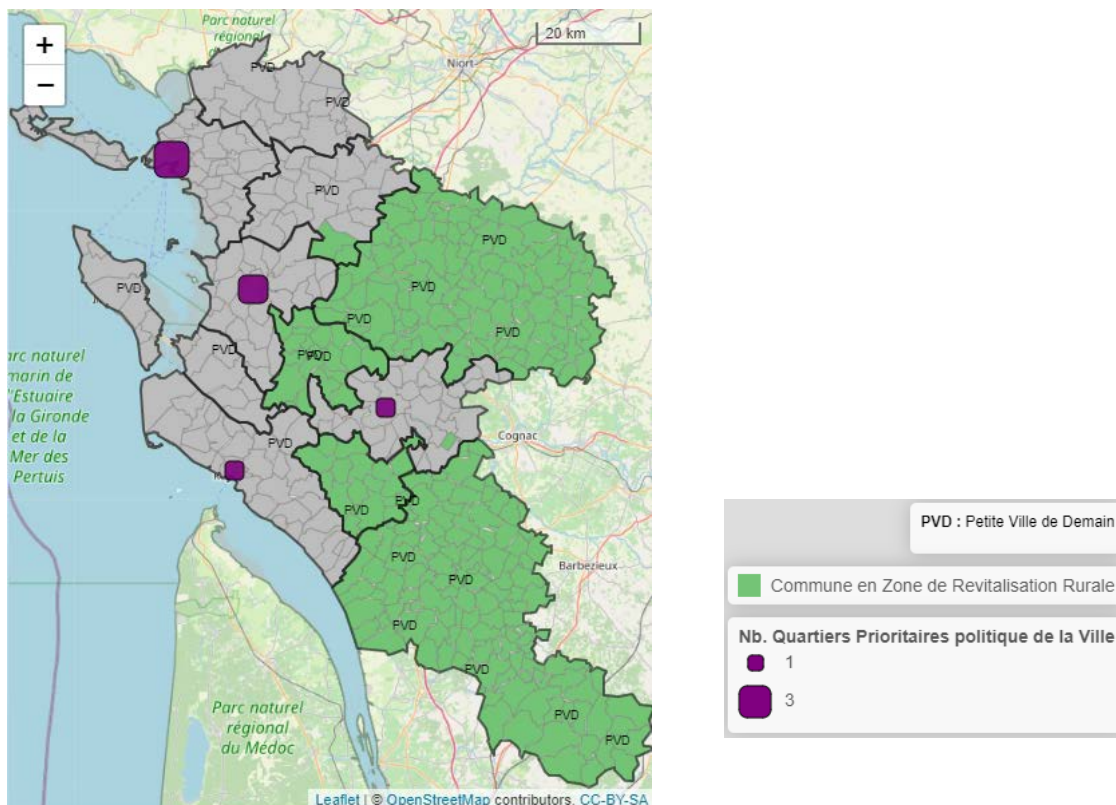 Parc naturel
régional
+
−
20 km
Niort
PVD
PVD
PVD
PVD
PVD
PVD
PVD
PVD
PVD
PVD
PVD
arc naturel
marin de
l'Estuaire
la Gironde
et de la
Mer des
Pertuis
PVD
Cognac
PVD
PVD
PVD
PVD
Barbezieux
PVD
PVD
PVD
PVD
Parc naturel
régional
du Médoc
Leaflet | © OpenStreetMap contributors, CC-BY-SA
PVD : Petite Ville de Demain
Commune en Zone de Revitalisation Rurale
Nb. Quartiers Prioritaires politique de la Ville
1
3